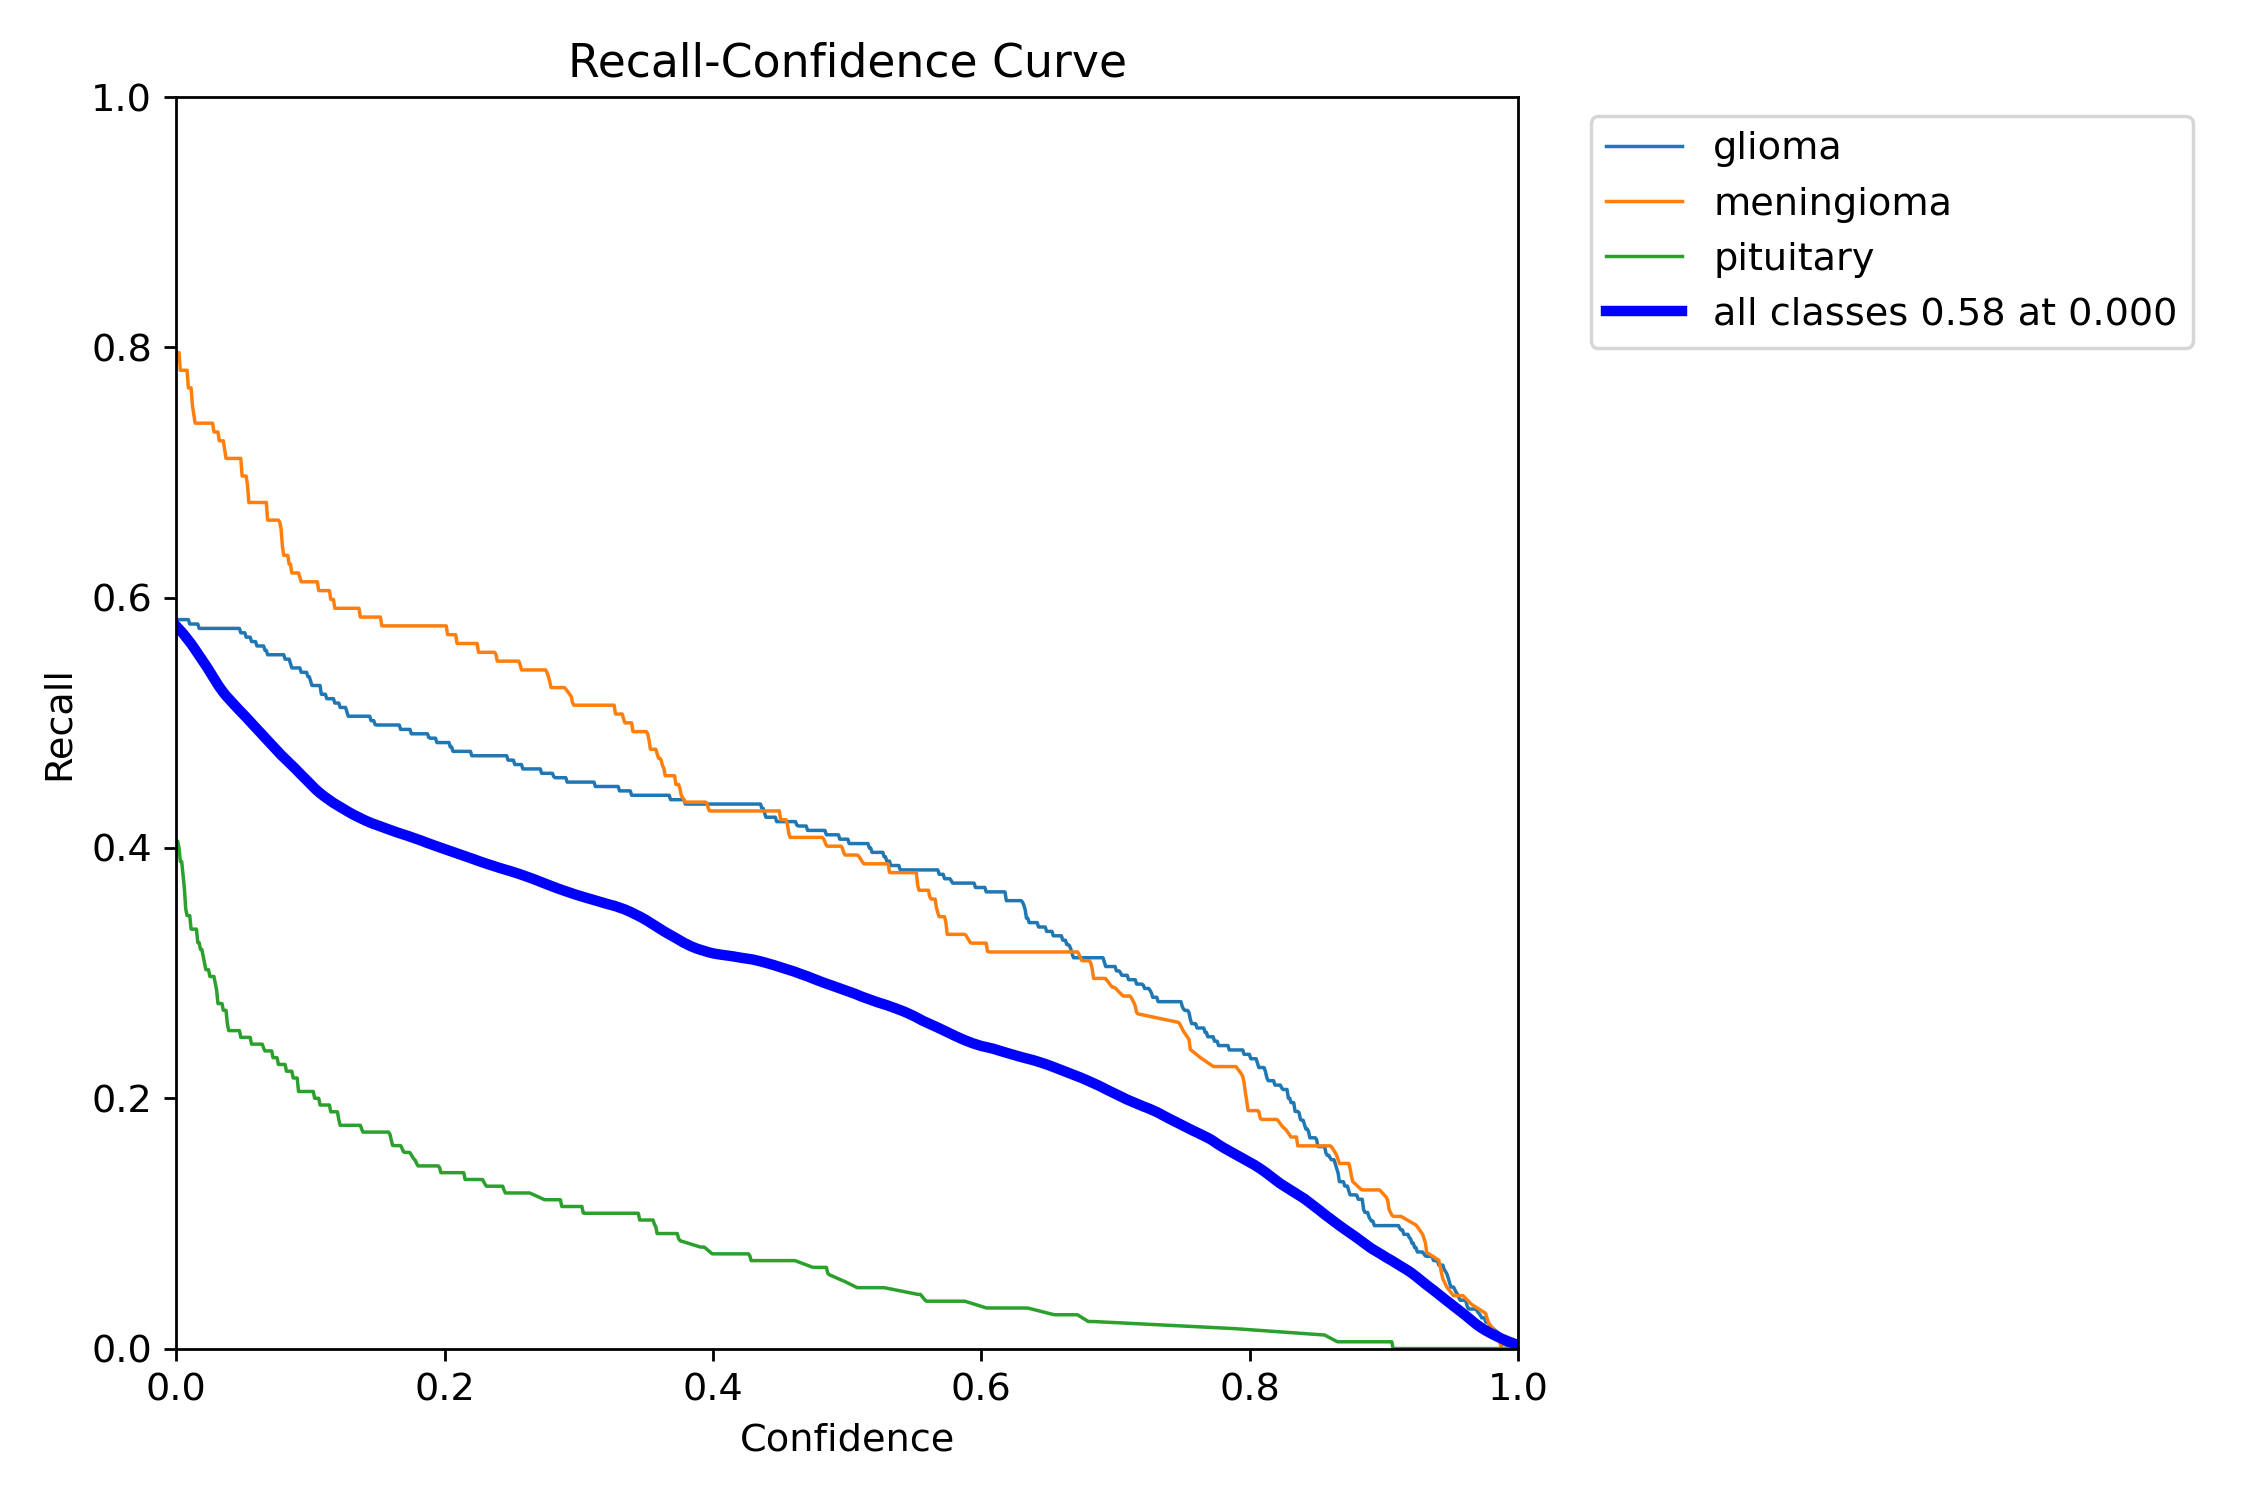 Recall-Confidence Curve
1.0
0.8
0.6
0.4
0.2
0.0
Recall
0.0 0.2 0.4 0.6 0.8 1.0
Confidence
glioma
meningioma
pituitary
all classes 0.58 at 0.000